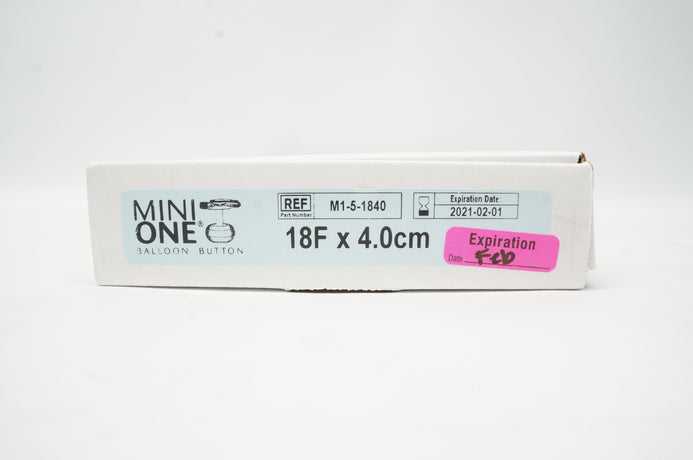 MINI
ONE®
BALLOON BUTTON
REF M1-5-1840
Part Number
Expiration Date:
2021-02-01
18F x 4.0cm
Expiration
Date Feb